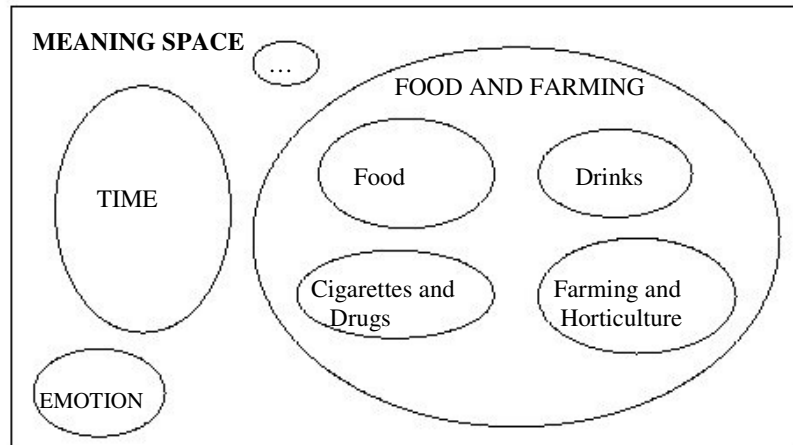 MEANING SPACE
...
FOOD AND FARMING
Food
Drinks
TIME
Cigarettes and
Drugs
Farming and
Horticulture
EMOTION